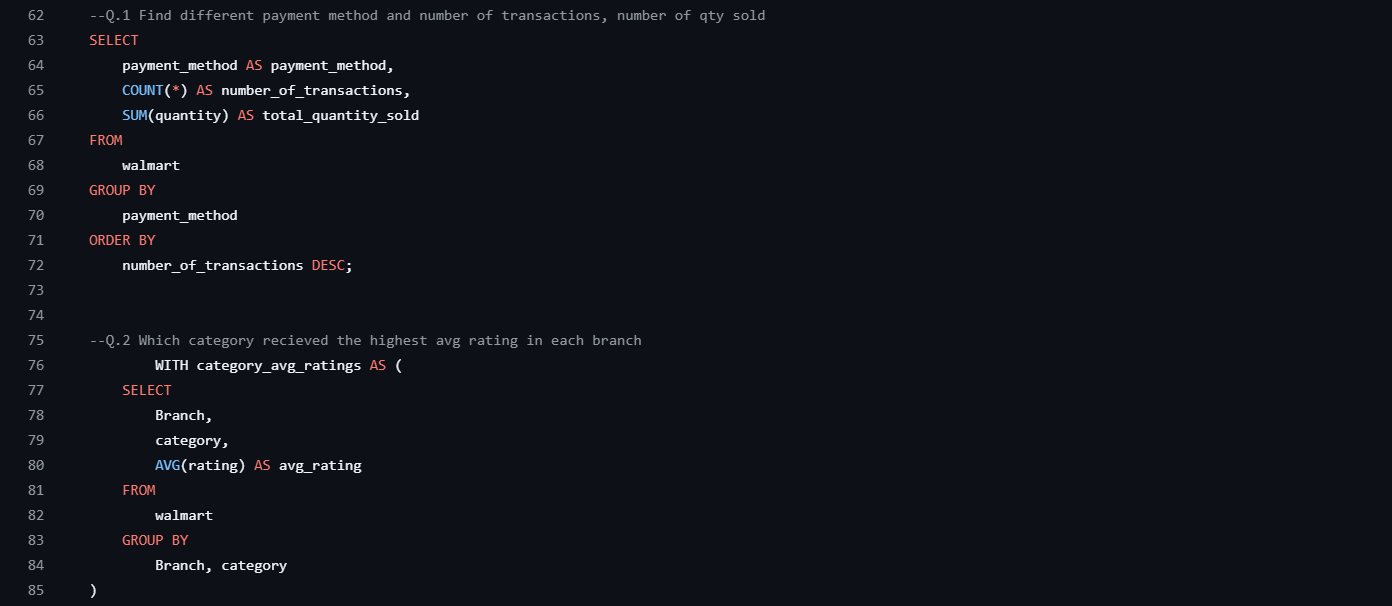 62 --Q.1 Find different payment method and number of transactions, number of qty sold
63 SELECT
64 payment_method AS payment_method,
65 COUNT(*) AS number_of_transactions,
66 SUM(quantity) AS total_quantity_sold
67 FROM
68 walmart
69 GROUP BY
70 payment_method
71 ORDER BY
72 number_of_transactions DESC;
73
74
75 --Q.2 Which category recieved the highest avg rating in each branch
76 WITH category_avg_ratings AS (
77 SELECT
78 Branch,
79 category,
80 AVG(rating) AS avg_rating
81 FROM
82 walmart
83 GROUP BY
84 Branch, category
85 )